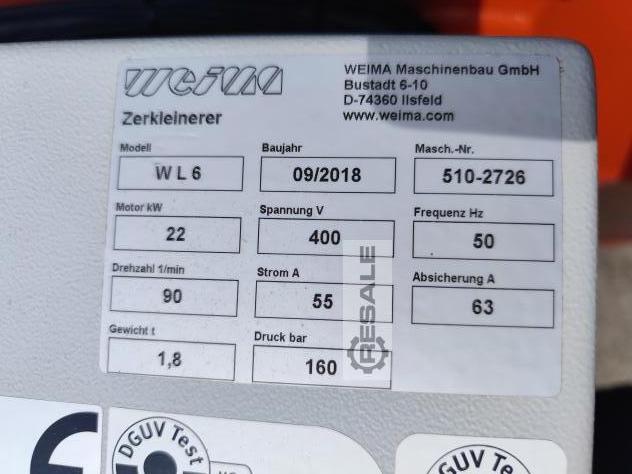 weima
WEIMA Maschinenbau GmbH
Bustadt 6-10
D-74360 Ilsfeld
www.weima.com
Zerkleinerer
Modell Baujahr Masch.-Nr.
W L 6 09/2018 510-2726
Motor kW Spannung V Frequenz Hz
22 400 50
Drehzahl 1/min Strom A Absicherung A
90 55 63
Gewicht t Druck bar
1,8 160
RESALE
DGUV Test
GUV Test